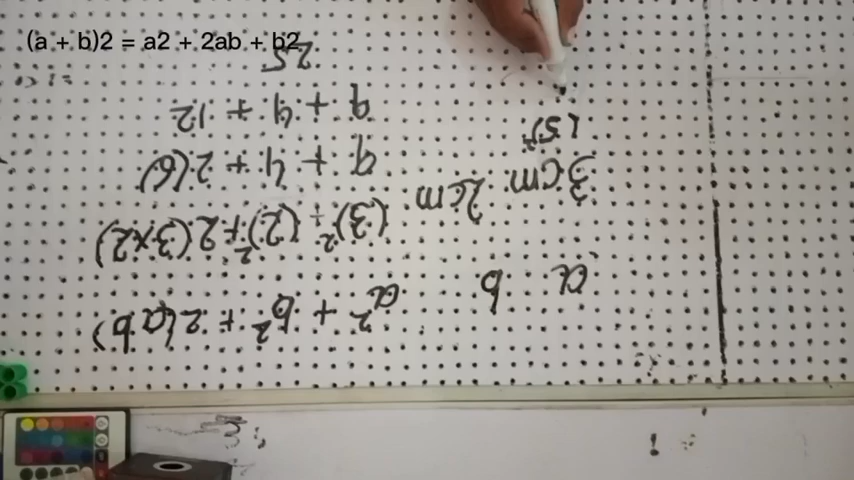 (a + b)2 = a2 + 2ab + b2
a b
3cm 2cm
(5)²
a² + b² + 2(ab)
(3)² + (2)² + 2(3×2)
9 + 4 + 2(6)
9 + 4 + 12
25